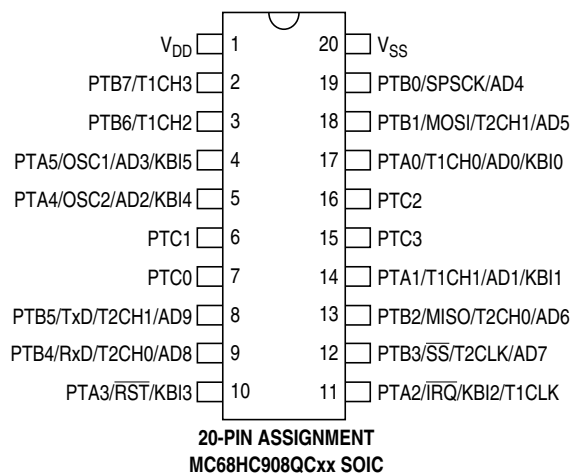 V_DD 1 20 V_SS
PTB7/T1CH3 2 19 PTB0/SPSCK/AD4
PTB6/T1CH2 3 18 PTB1/MOSI/T2CH1/AD5
PTA5/OSC1/AD3/KBI5 4 17 PTA0/T1CH0/AD0/KBI0
PTA4/OSC2/AD2/KBI4 5 16 PTC2
PTC1 6 15 PTC3
PTC0 7 14 PTA1/T1CH1/AD1/KBI1
PTB5/TxD/T2CH1/AD9 8 13 PTB2/MISO/T2CH0/AD6
PTB4/RxD/T2CH0/AD8 9 12 PTB3/S̅S̅/T2CLK/AD7
PTA3/R̅S̅T̅/KBI3 10 11 PTA2/I̅R̅Q̅/KBI2/T1CLK
20-PIN ASSIGNMENT
MC68HC908QCxx SOIC